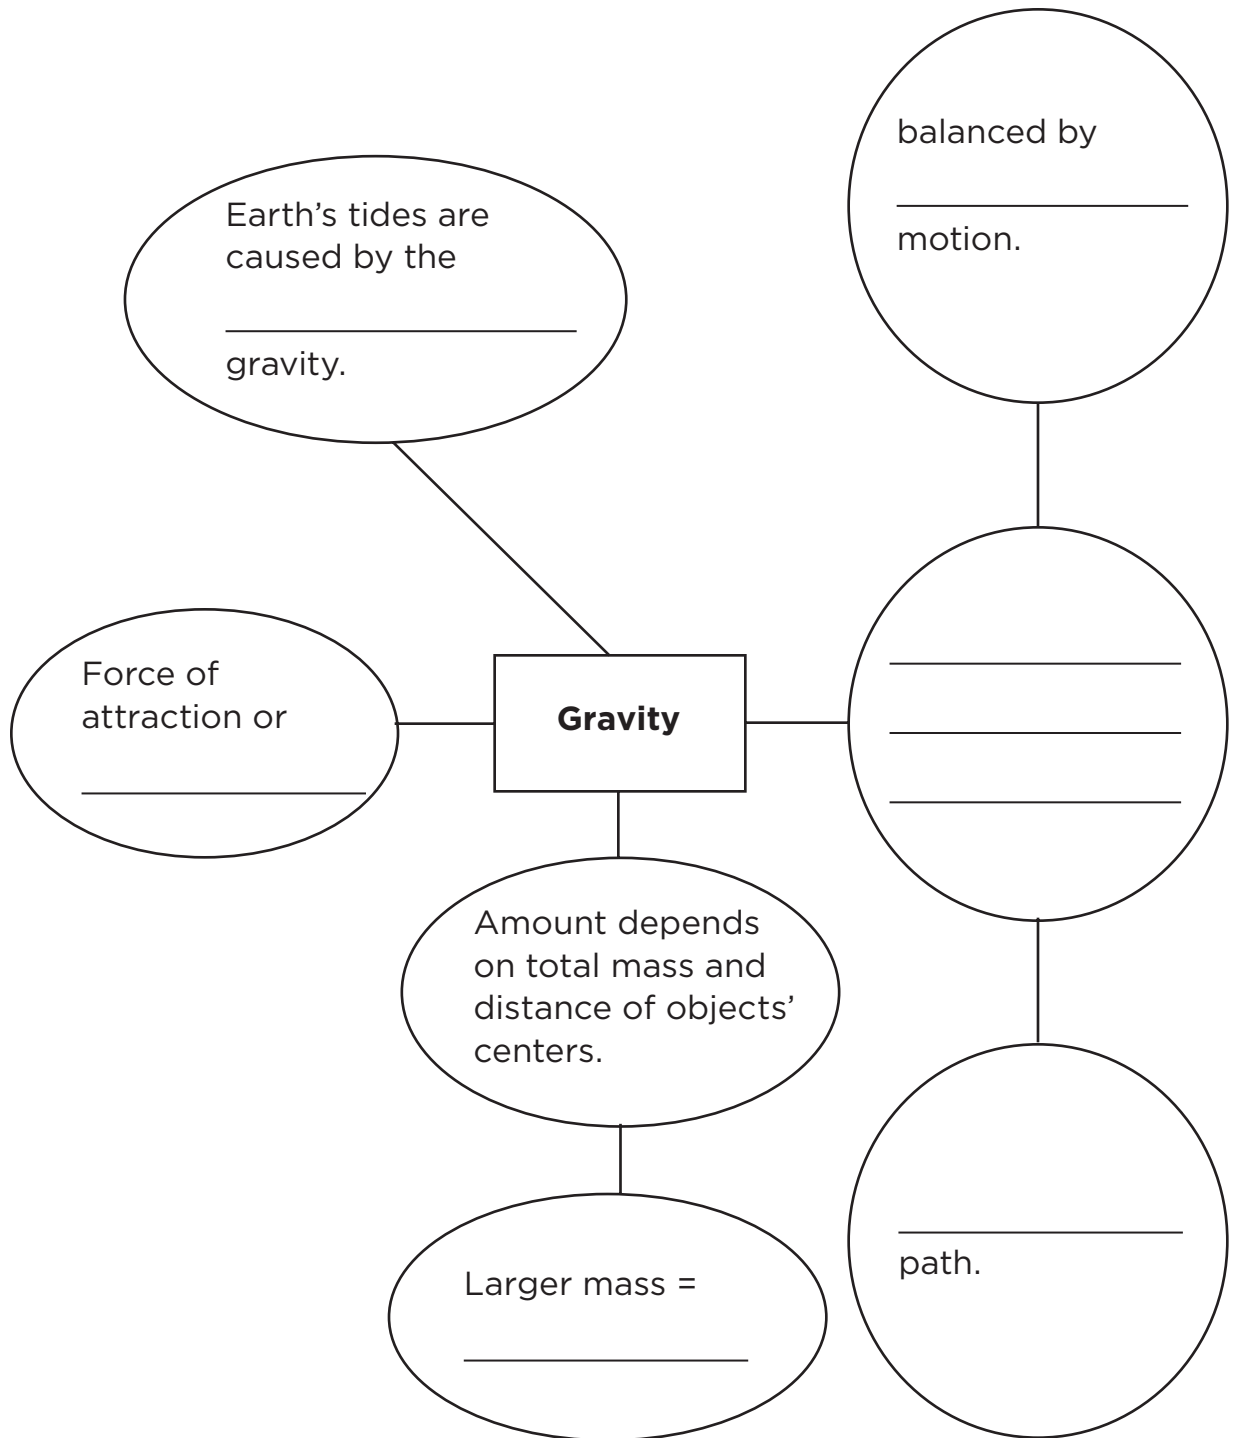 balanced by
motion.
Earth’s tides are
caused by the
gravity.
Force of
attraction or
Gravity
Amount depends
on total mass and
distance of objects’
centers.
Larger mass =
path.